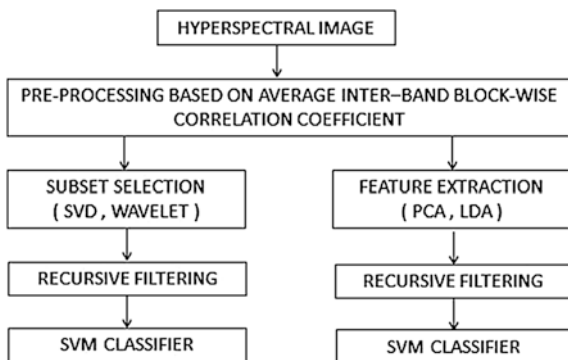 HYPERSPECTRAL IMAGE
PRE-PROCESSING BASED ON AVERAGE INTER–BAND BLOCK-WISE
CORRELATION COEFFICIENT
SUBSET SELECTION
( SVD , WAVELET )
FEATURE EXTRACTION
( PCA , LDA )
RECURSIVE FILTERING
RECURSIVE FILTERING
SVM CLASSIFIER
SVM CLASSIFIER